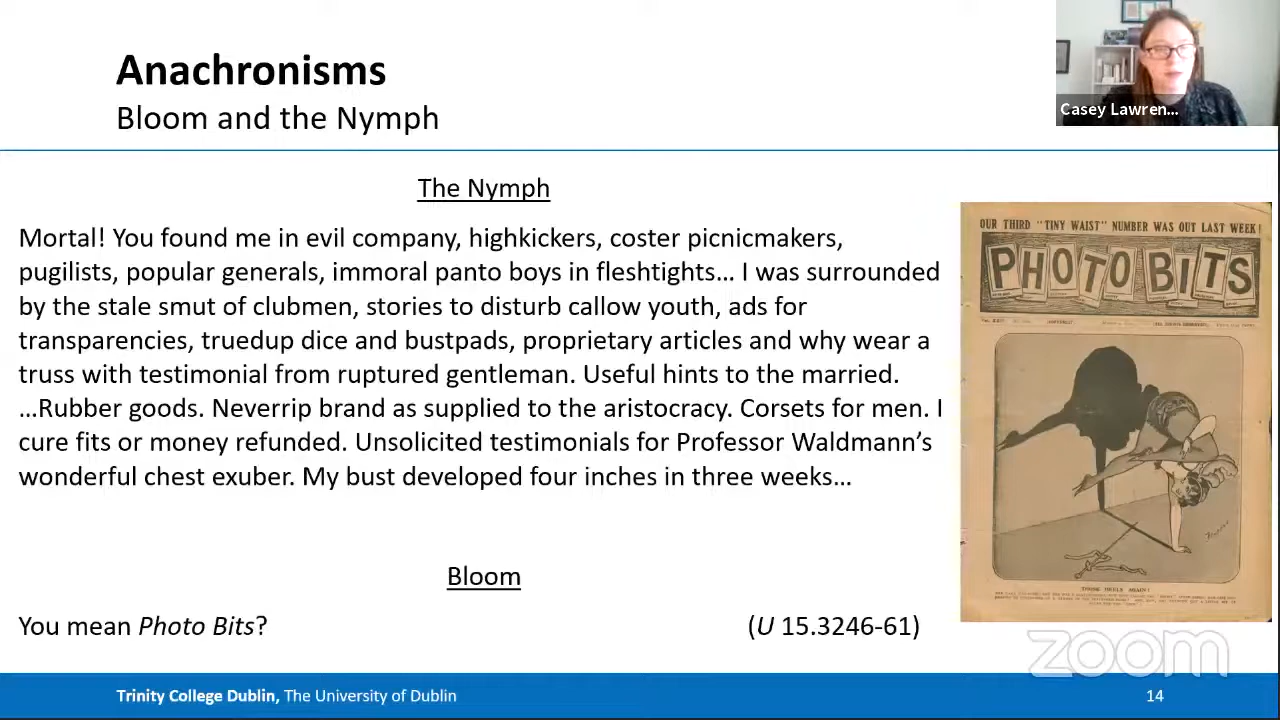 Anachronisms
Bloom and the Nymph
Casey Lawren...
The Nymph
Mortal! You found me in evil company, highkickers, coster picnicmakers,
pugilists, popular generals, immoral panto boys in fleshtights... I was surrounded
by the stale smut of clubmen, stories to disturb callow youth, ads for
transparencies, truedup dice and bustpads, proprietary articles and why wear a
truss with testimonial from ruptured gentleman. Useful hints to the married.
...Rubber goods. Neverrip brand as supplied to the aristocracy. Corsets for men. I
cure fits or money refunded. Unsolicited testimonials for Professor Waldmann’s
wonderful chest exuber. My bust developed four inches in three weeks...
Bloom
You mean Photo Bits?
(U 15.3246-61)
OUR THIRD "TINY WAIST" NUMBER WAS OUT LAST WEEK!
PHOTO BITS
THOSE HEELS AGAIN!
zoom
Trinity College Dublin, The University of Dublin
14